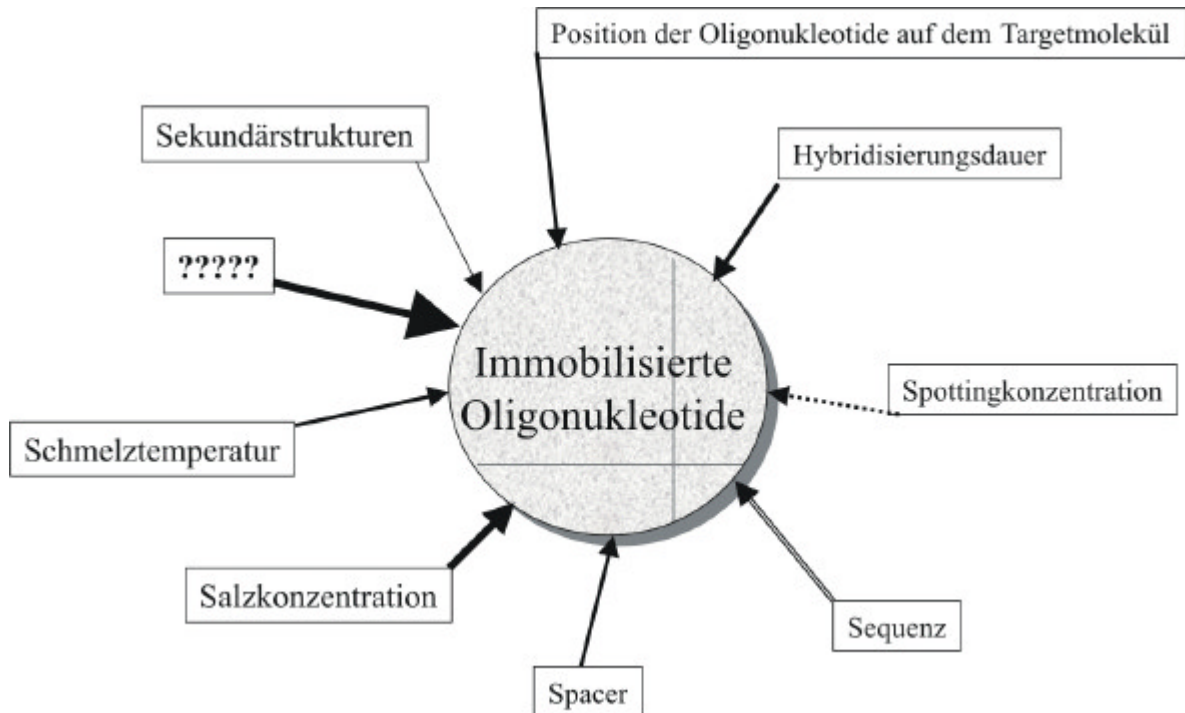 Position der Oligonukleotide auf dem Targetmolekül
Sekundärstrukturen
Hybridisierungsdauer
?????
Immobilisierte
Oligonukleotide
Spottingkonzentration
Schmelztemperatur
Salzkonzentration
Sequenz
Spacer